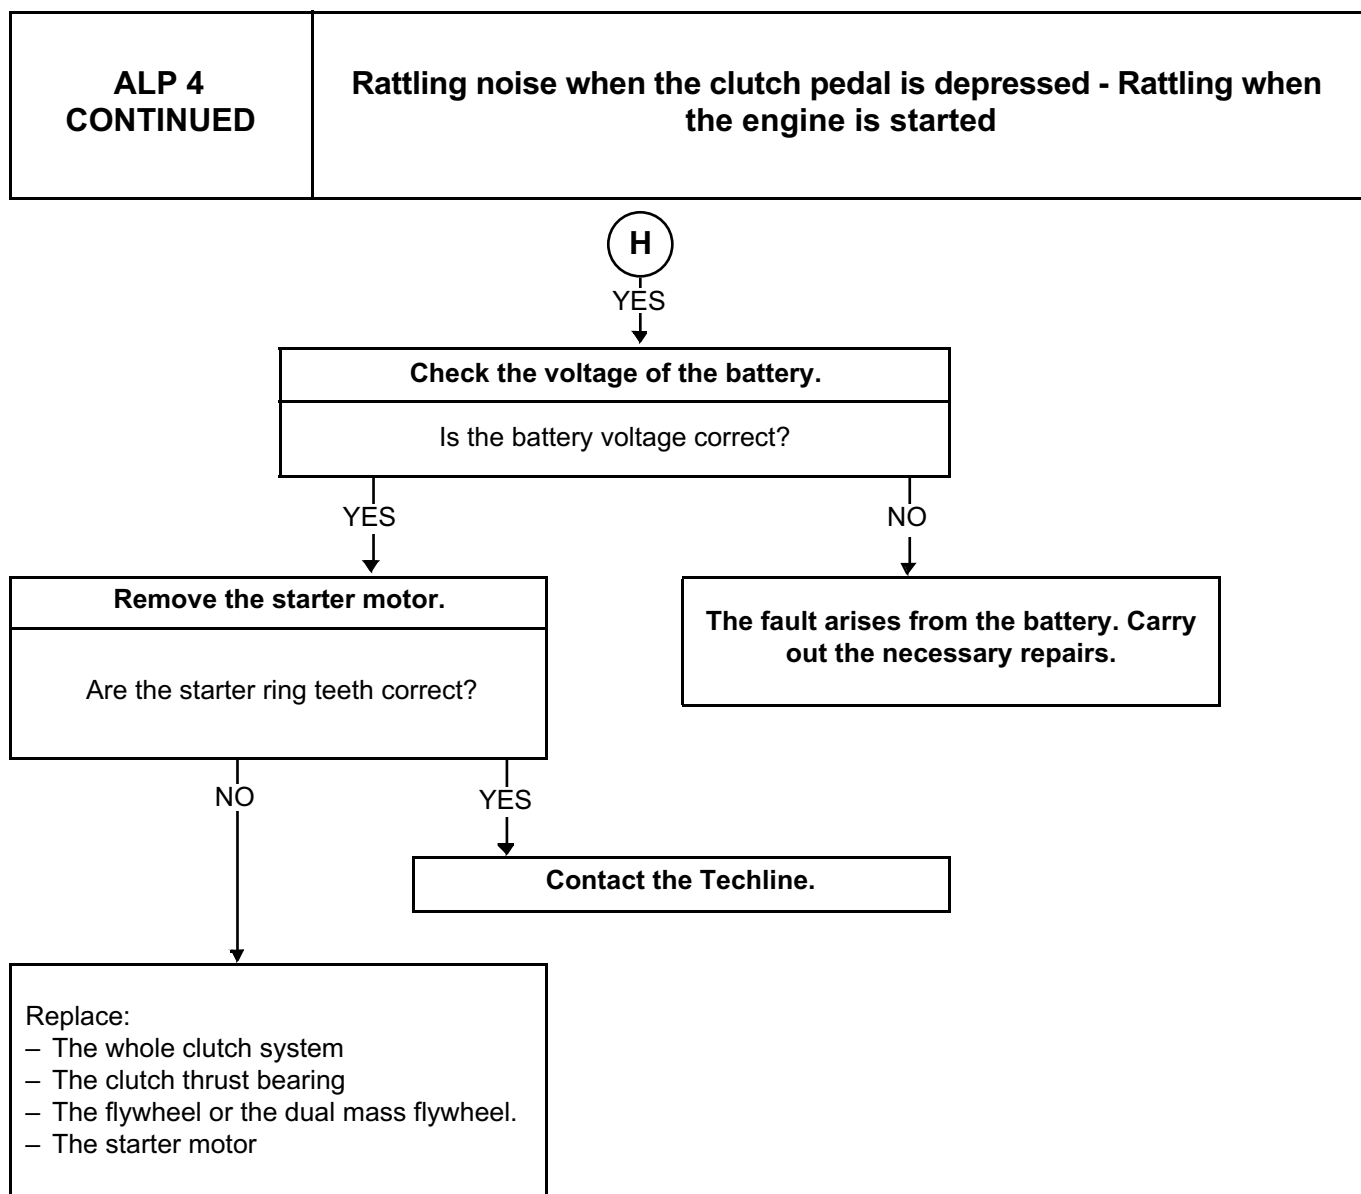 ALP 4
CONTINUED
Rattling noise when the clutch pedal is depressed - Rattling when
the engine is started
H
YES
Check the voltage of the battery.
Is the battery voltage correct?
YES
NO
Remove the starter motor.
Are the starter ring teeth correct?
The fault arises from the battery. Carry
out the necessary repairs.
NO
YES
Contact the Techline.
Replace:
– The whole clutch system
– The clutch thrust bearing
– The flywheel or the dual mass flywheel.
– The starter motor